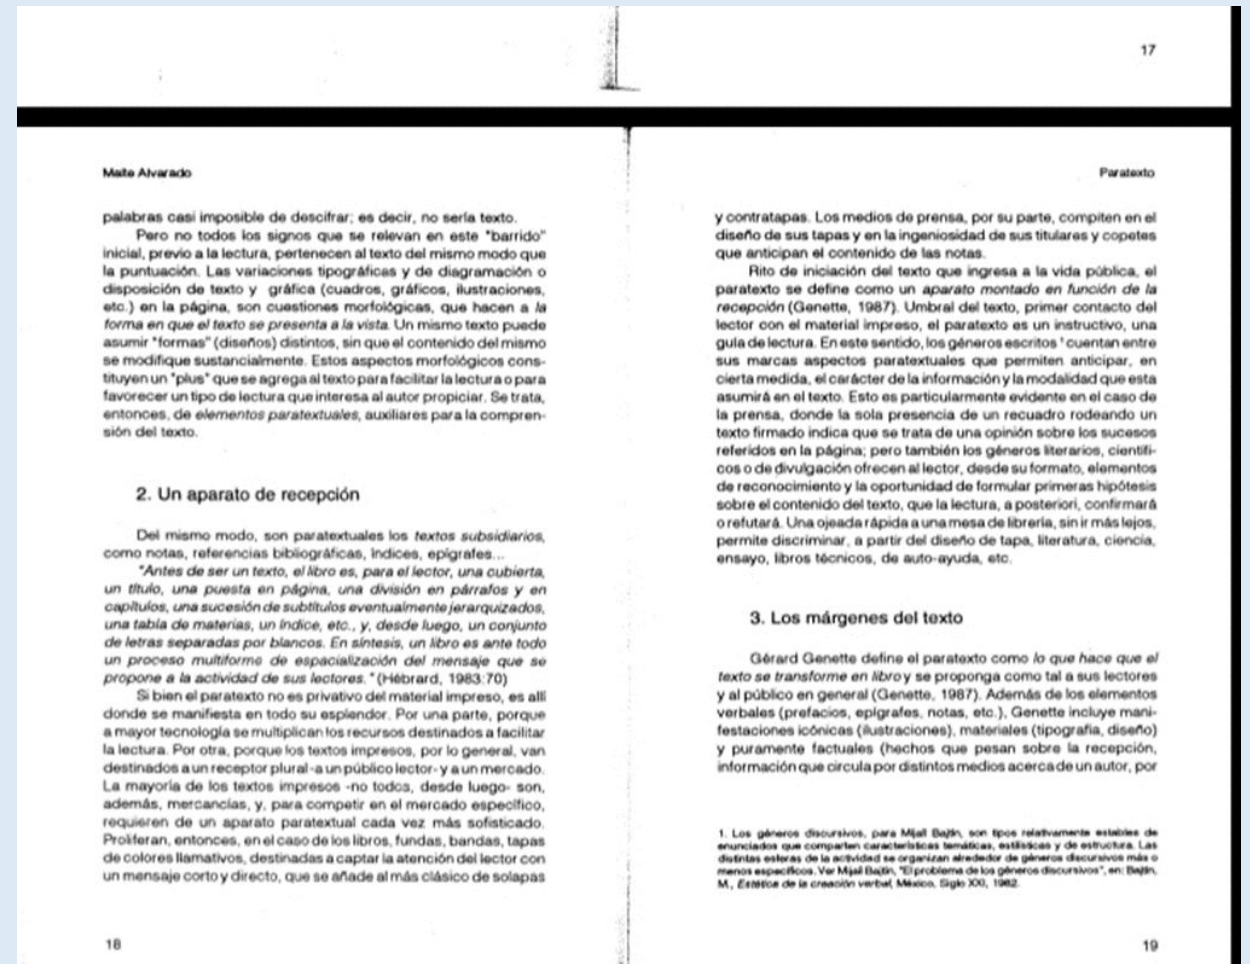 17
Maite Alvarado
palabras casi imposible de descifrar; es decir, no sería texto.
Pero no todos los signos que se relevan en este "barrido"
inicial, previo a la lectura, pertenecen al texto del mismo modo que
la puntuación. Las variaciones tipográficas y de diagramación o
disposición de texto y gráfica (cuadros, gráficos, ilustraciones,
etc.) en la página, son cuestiones morfológicas, que hacen a la
forma en que el texto se presenta a la vista. Un mismo texto puede
asumir "formas" (diseños) distintos, sin que el contenido del mismo
se modifique sustancialmente. Estos aspectos morfológicos cons-
tituyen un "plus" que se agrega al texto para facilitar la lectura o para
favorecer un tipo de lectura que interesa al autor propiciar. Se trata,
entonces, de elementos paratextuales, auxiliares para la compren-
sión del texto.
2. Un aparato de recepción
Del mismo modo, son paratextuales los textos subsidiarios,
como notas, referencias bibliográficas, índices, epígrafes...
"Antes de ser un texto, el libro es, para el lector, una cubierta,
un título, una puesta en página, una división en párrafos y en
capítulos, una sucesión de subtítulos eventualmente jerarquizados,
una tabla de materias, un índice, etc., y, desde luego, un conjunto
de letras separadas por blancos. En síntesis, un libro es ante todo
un proceso multiforme de espacialización del mensaje que se
propone a la actividad de sus lectores." (Hébrard, 1983:70)
Si bien el paratexto no es privativo del material impreso, es allí
donde se manifiesta en todo su esplendor. Por una parte, porque
a mayor tecnología se multiplican los recursos destinados a facilitar
la lectura. Por otra, porque los textos impresos, por lo general, van
destinados a un receptor plural -a un público lector- y a un mercado.
La mayoría de los textos impresos -no todos, desde luego- son,
además, mercancías, y, para competir en el mercado específico,
requieren de un aparato paratextual cada vez más sofisticado.
Proliferan, entonces, en el caso de los libros, fundas, bandas, tapas
de colores llamativos, destinadas a captar la atención del lector con
un mensaje corto y directo, que se añade al más clásico de solapas
18
Paratexto
y contratapas. Los medios de prensa, por su parte, compiten en el
diseño de sus tapas y en la ingeniosidad de sus titulares y copetes
que anticipan el contenido de las notas.
Rito de iniciación del texto que ingresa a la vida pública, el
paratexto se define como un aparato montado en función de la
recepción (Genette, 1987). Umbral del texto, primer contacto del
lector con el material impreso, el paratexto es un instructivo, una
guía de lectura. En este sentido, los géneros escritos ¹ cuentan entre
sus marcas aspectos paratextuales que permiten anticipar, en
cierta medida, el carácter de la información y la modalidad que esta
asumirá en el texto. Esto es particularmente evidente en el caso de
la prensa, donde la sola presencia de un recuadro rodeando un
texto firmado indica que se trata de una opinión sobre los sucesos
referidos en la página; pero también los géneros literarios, científi-
cos o de divulgación ofrecen al lector, desde su formato, elementos
de reconocimiento y la oportunidad de formular primeras hipótesis
sobre el contenido del texto, que la lectura, a posteriori, confirmará
o refutará. Una ojeada rápida a una mesa de librería, sin ir más lejos,
permite discriminar, a partir del diseño de tapa, literatura, ciencia,
ensayo, libros técnicos, de auto-ayuda, etc.
3. Los márgenes del texto
Gérard Genette define el paratexto como lo que hace que el
texto se transforme en libro y se proponga como tal a sus lectores
y al público en general (Genette, 1987). Además de los elementos
verbales (prefacios, epígrafes, notas, etc.), Genette incluye mani-
festaciones icónicas (ilustraciones), materiales (tipografía, diseño)
y puramente factuales (hechos que pesan sobre la recepción,
información que circula por distintos medios acerca de un autor, por
1. Los géneros discursivos, para Mijaíl Bajtín, son tipos relativamente estables de
enunciados que comparten características temáticas, estilísticas y de estructura. Las
distintas esferas de la actividad se organizan alrededor de géneros discursivos más o
menos específicos. Ver Mijaíl Bajtín, "El problema de los géneros discursivos", en: Bajtín,
M., Estética de la creación verbal, México, Siglo XXI, 1982.
19